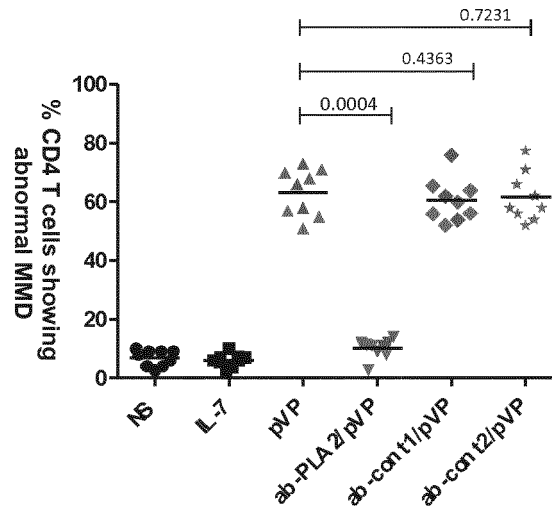 0.7231
0.4363
0.0004
% CD4 T cells showing
abnormal MMD
100
80
60
40
20
0
NS
IL-7
pVP
ab-PLA2/pVP
ab-cont1/pVP
ab-cont2/pVP